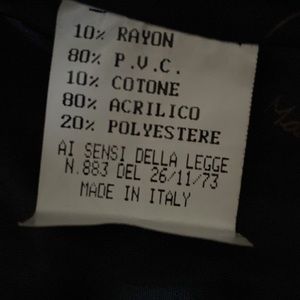 10% RAYON
80% P.V.C.
10% COTONE
80% ACRILICO
20% POLYESTERE
AI SENSI DELLA LEGGE
N.883 DEL 26/11/73
MADE IN ITALY